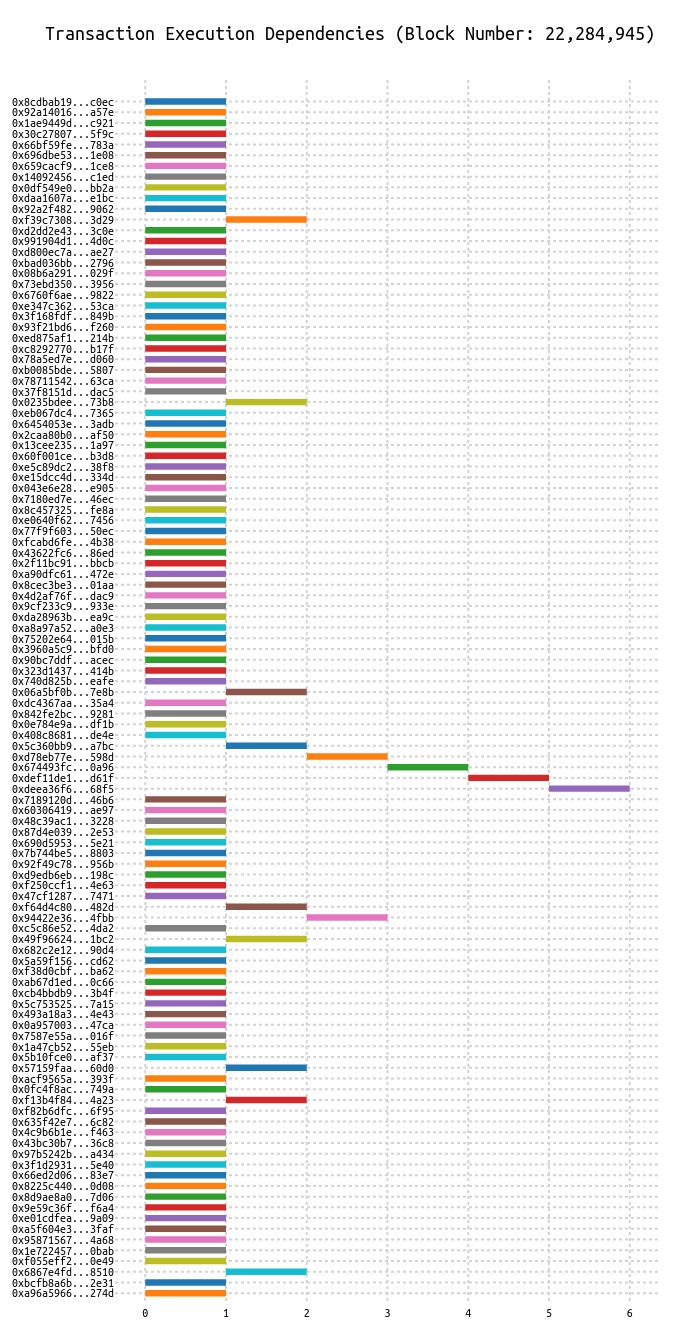 Transaction Execution Dependencies (Block Number: 22,284,945)
0x8cdbab19...c0ec
0x92a14016...a57e
0x1ae9449d...c921
0x30c27807...5f9c
0x66bf59fe...783a
0x696dbe53...1e08
0x659cacf9...1ce8
0x14092456...c1ed
0x0df549e0...bb2a
0xdaa1607a...e1bc
0x92a2f482...9062
0xf39c7308...3d29
0xd2dd2e43...3c0e
0x991904d1...4d0c
0xd800ec7a...ae27
0xbad036bb...2796
0x08b6a291...029f
0x73ebd350...3956
0x6760f6ae...9822
0xe347c362...53ca
0x3f168fdf...849b
0x93f21bd6...f260
0xed875af1...214b
0xc8292770...b17f
0x78a5ed7e...d060
0xb0085bde...5807
0x78711542...63ca
0x37f8151d...dac5
0x0235bdee...73b8
0xeb067dc4...7365
0x6454053e...3adb
0x2caa80b0...af50
0x13cee235...1a97
0x60f001ce...b3d8
0xe5c89dc2...38f8
0xe15dcc4d...334d
0x043e6e28...e905
0x7180ed7e...46ec
0x8c457325...fe8a
0xe0640f62...7456
0x77f9f603...50ec
0xfcabd6fe...4b38
0x43622fc6...86ed
0x2f11bc91...bbcb
0xa90dfc61...472e
0x8cec3be3...01aa
0x4d2af76f...dac9
0x9cf233c9...933e
0xda28963b...ea9c
0xa8a97a52...a0e3
0x75202e64...015b
0x3960a5c9...bfd0
0x90bc7ddf...acec
0x323d1437...414b
0x740d825b...eafe
0x06a5bf0b...7e8b
0xdc4367aa...35a4
0x842fe2bc...9281
0x0e784e9a...df1b
0x408c8681...de4e
0x5c360bb9...a7bc
0xd78eb77e...598d
0x674493fc...0a96
0xdef11de1...d61f
0xdeea36f6...68f5
0x7189120d...46b6
0x60306419...ae97
0x48c39ac1...3228
0x87d4e039...2e53
0x690d5953...5e21
0x7b744be5...8803
0x92f49c78...956b
0xd9edb6eb...198c
0xf250ccf1...4e63
0x47cf1287...7471
0xf64d4c80...482d
0x94422e36...4fbb
0xc5c86e52...4da2
0x49f96624...1bc2
0x682c2e12...90d4
0x5a59f156...cd62
0xf38d0cbf...ba62
0xab67d1ed...0c66
0xcb4bbdb9...3b4f
0x5c753525...7a15
0x493a18a3...4e43
0x0a957003...47ca
0x7587e55a...016f
0x1a47cb52...55eb
0x5b10fce0...af37
0x57159faa...60d0
0xacf9565a...393f
0x0fc4f8ac...749a
0xf13b4f84...4a23
0xf82b6dfc...6f95
0x635f42e7...6c82
0x4c9b6b1e...f463
0x43bc30b7...36c8
0x97b5242b...a434
0x3f1d2931...5e40
0x66ed2d06...83e7
0x8225c440...0d08
0x8d9ae8a0...7d06
0x9e59c36f...f6a4
0xe01cdfea...9a09
0xa5f604e3...3faf
0x95871567...4a68
0x1e722457...0bab
0xf055eff2...0e49
0x6867e4fd...8510
0xbcfb8a6b...2e31
0xa96a5966...274d
0 1 2 3 4 5 6